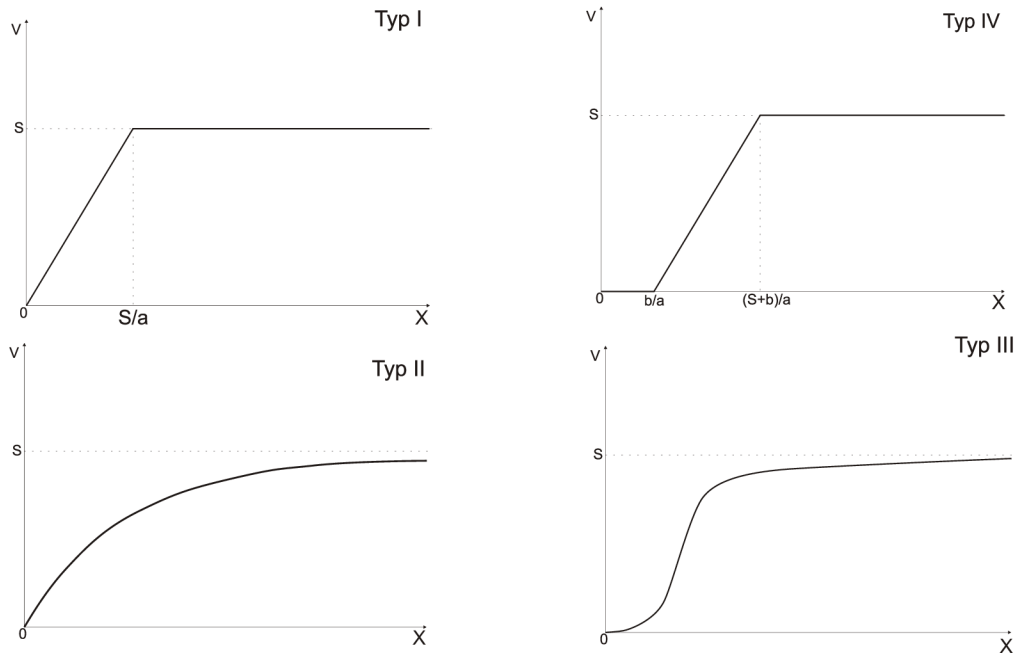 Typ I
V
S
0
S/a
X
Typ IV
V
S
0
b/a
(S+b)/a
X
Typ II
V
S
0
X
Typ III
V
S
0
X